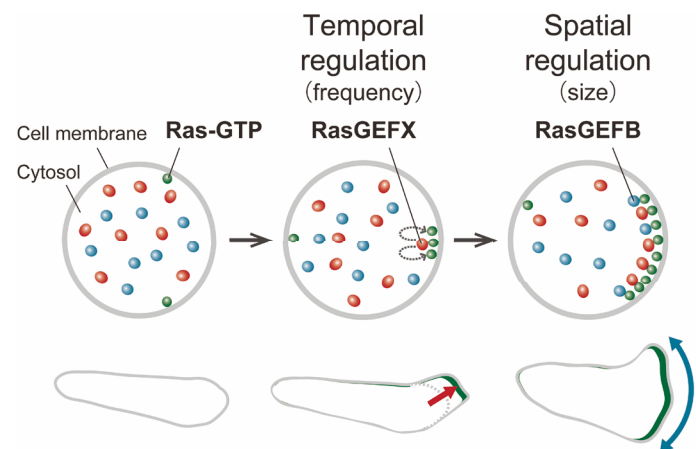 Temporal
regulation
(frequency)
RasGEFX
Spatial
regulation
(size)
RasGEFB
Cell membrane
Ras-GTP
Cytosol